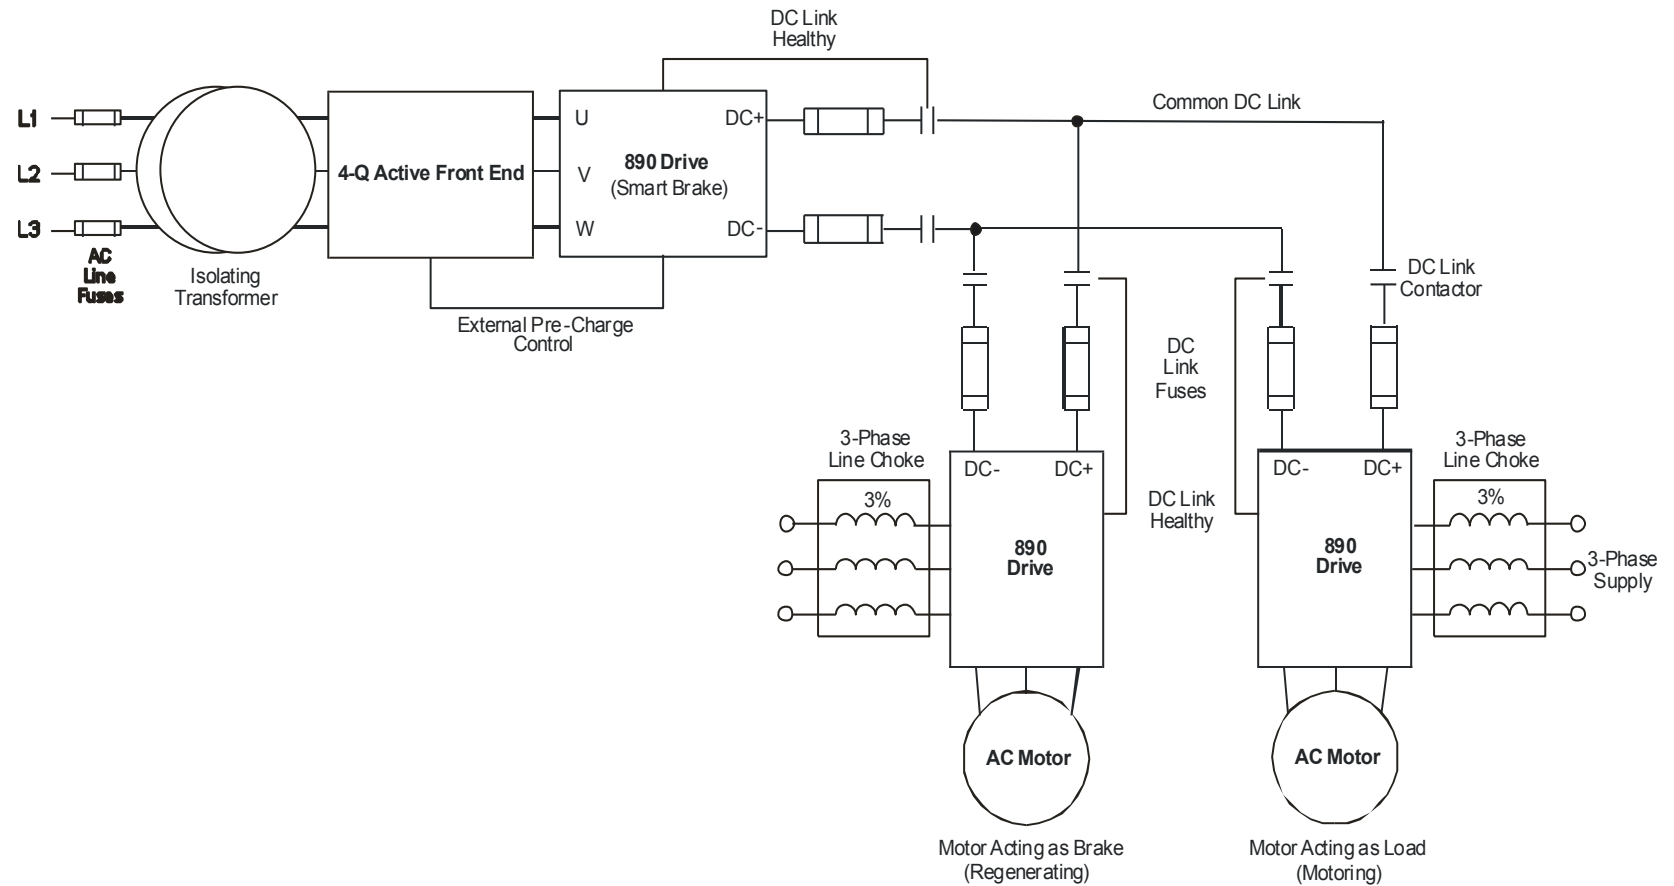 DC Link
Healthy
Common DC Link
L1
L2
L3
AC
Line
Fuses
Isolating
Transformer
4-Q Active Front End
U
V
W
890 Drive
(Smart Brake)
DC+
DC-
External Pre-Charge
Control
DC Link
Contactor
DC
Link
Fuses
3-Phase
Line Choke
3%
DC-
DC+
890
Drive
DC Link
Healthy
DC-
DC+
890
Drive
3-Phase
Line Choke
3%
3-Phase
Supply
AC Motor
AC Motor
Motor Acting as Brake
(Regenerating)
Motor Acting as Load
(Motoring)